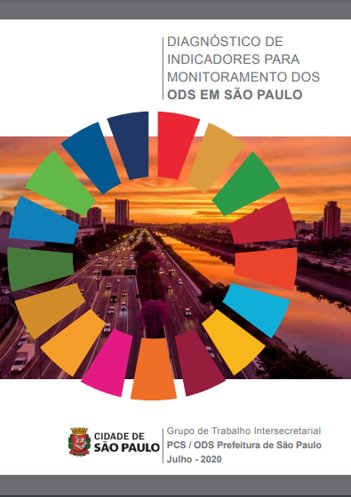 DIAGNÓSTICO DE
INDICADORES PARA
MONITORAMENTO DOS
ODS EM SÃO PAULO
CIDADE DE
SÃO PAULO
Grupo de Trabalho Intersecretarial
PCS / ODS Prefeitura de São Paulo
Julho - 2020